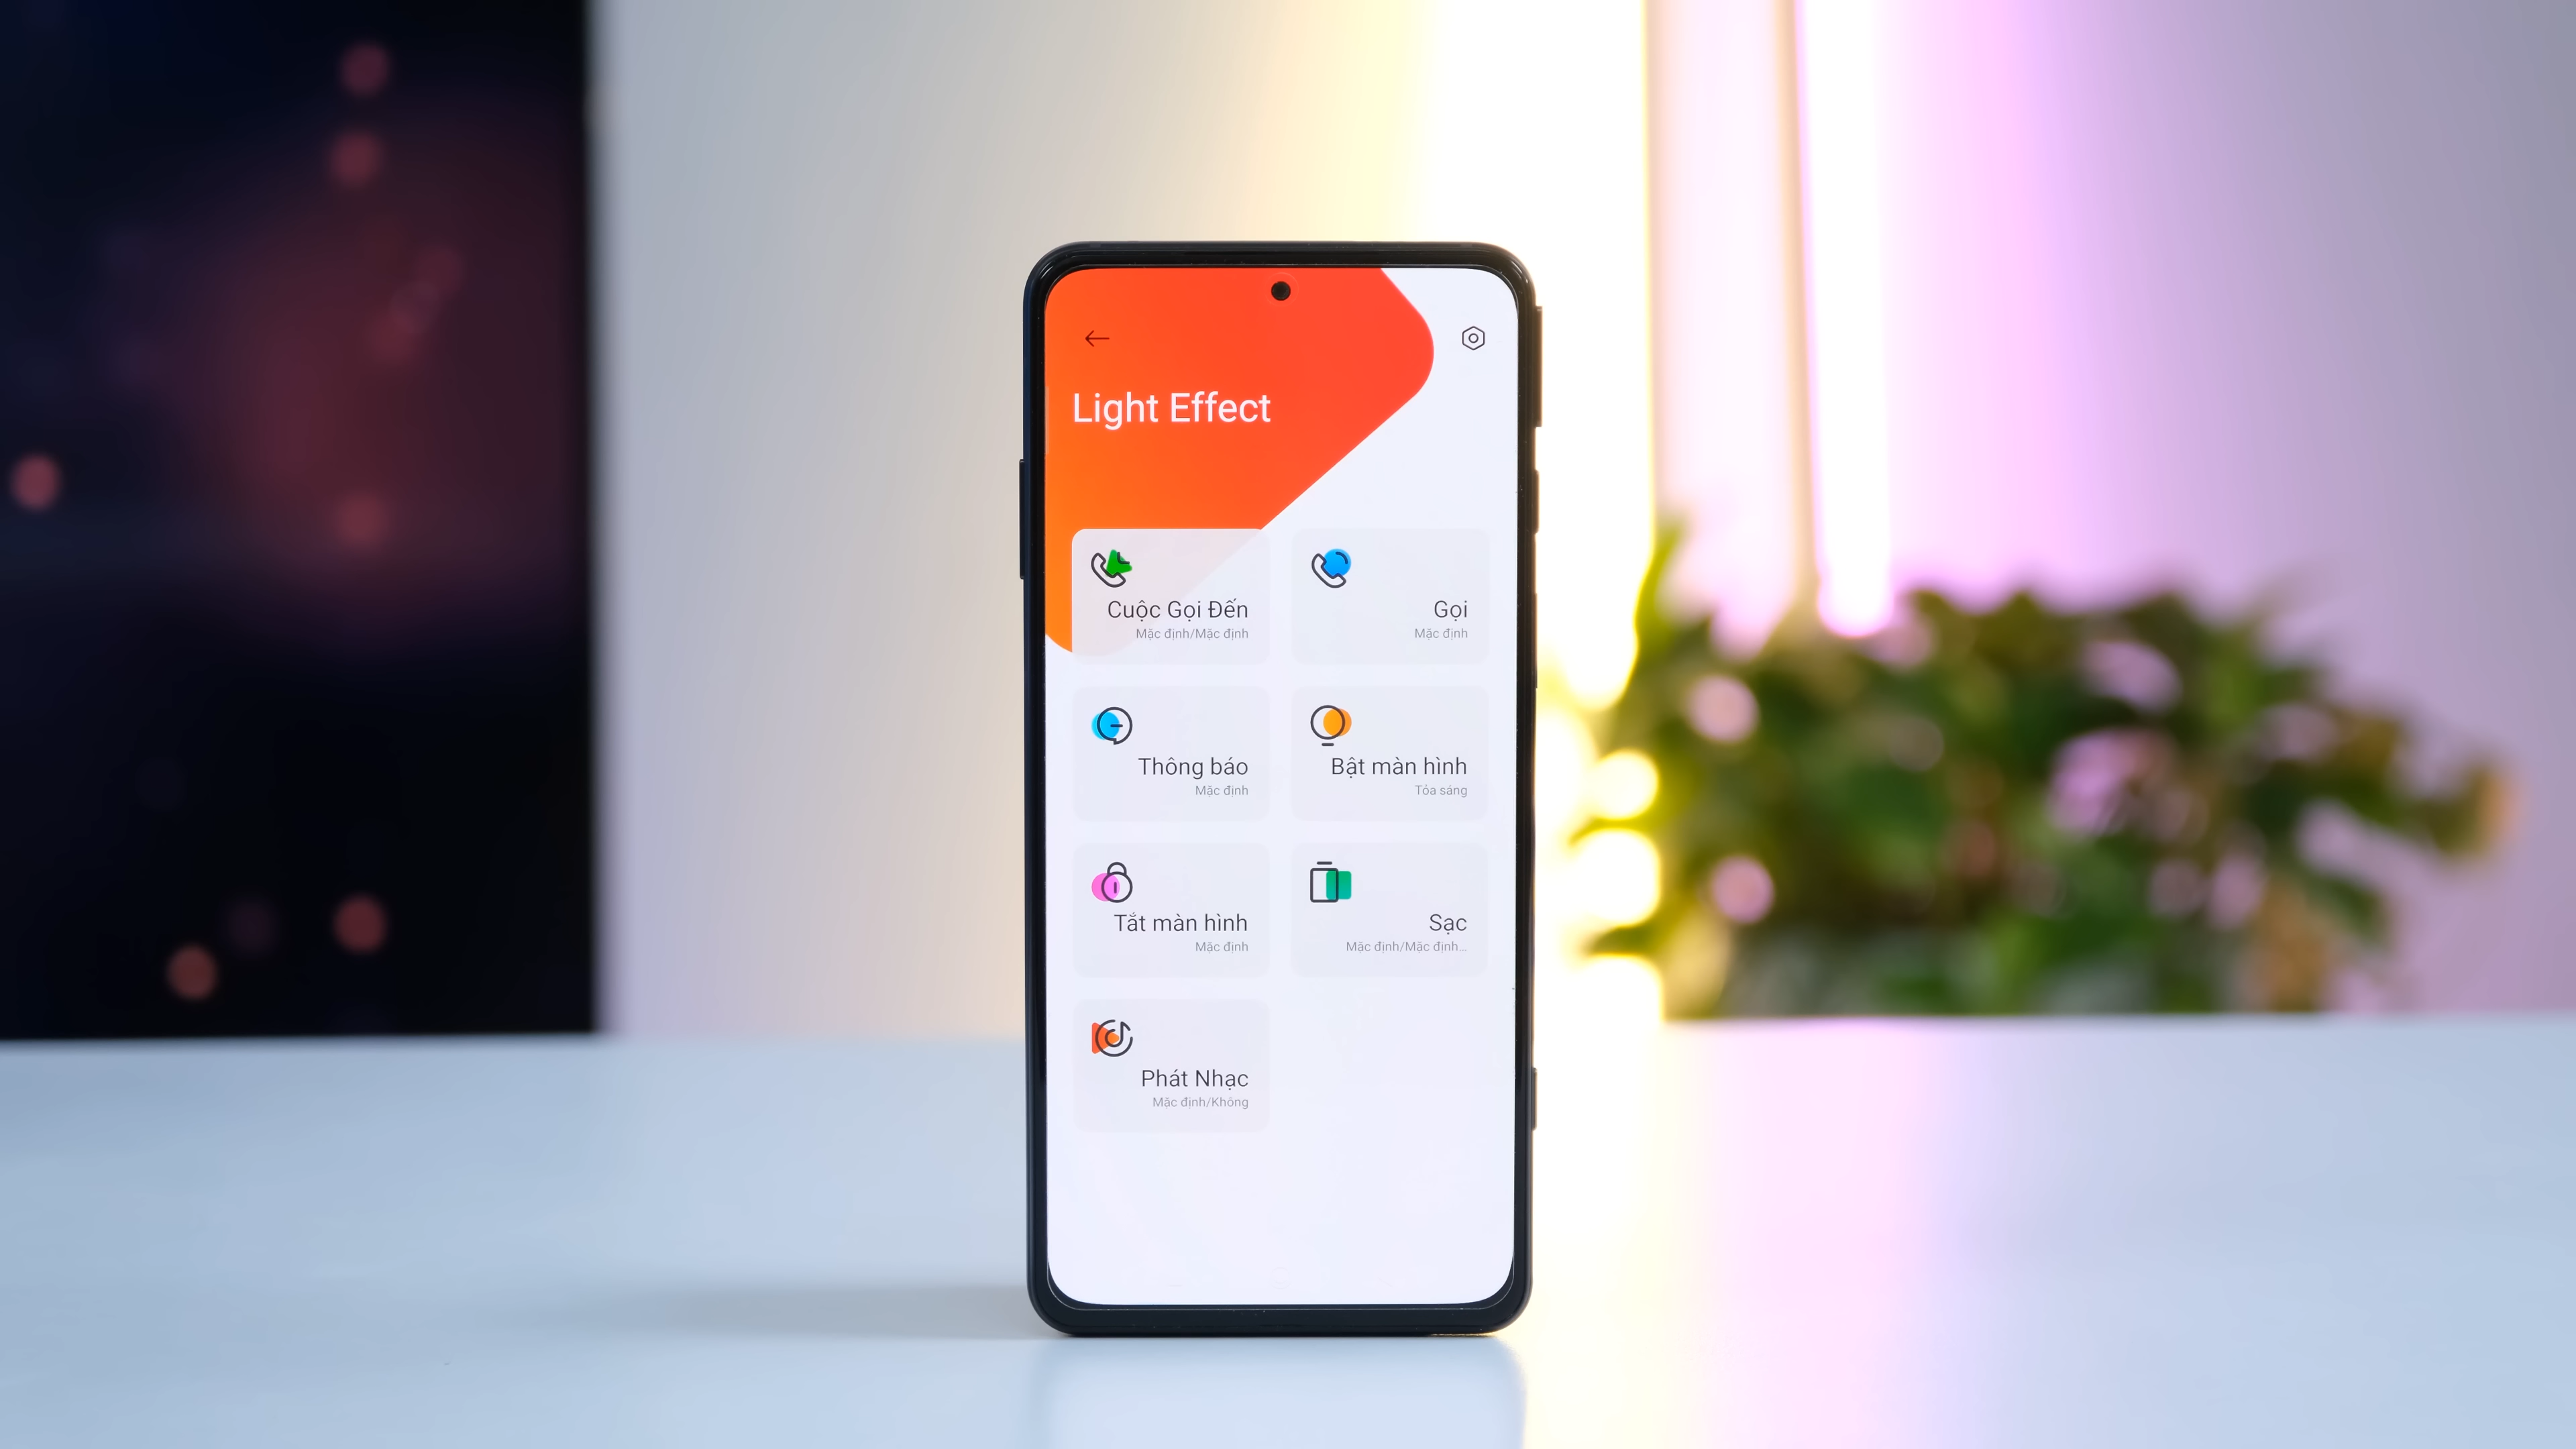 Light Effect
Cuộc Gọi Đến
Mặc định/Mặc định
Gọi
Mặc định
Thông báo
Mặc định
Bật màn hình
Tỏa sáng
Tắt màn hình
Mặc định
Sạc
Mặc định/Mặc định...
Phát Nhạc
Mặc định/Không